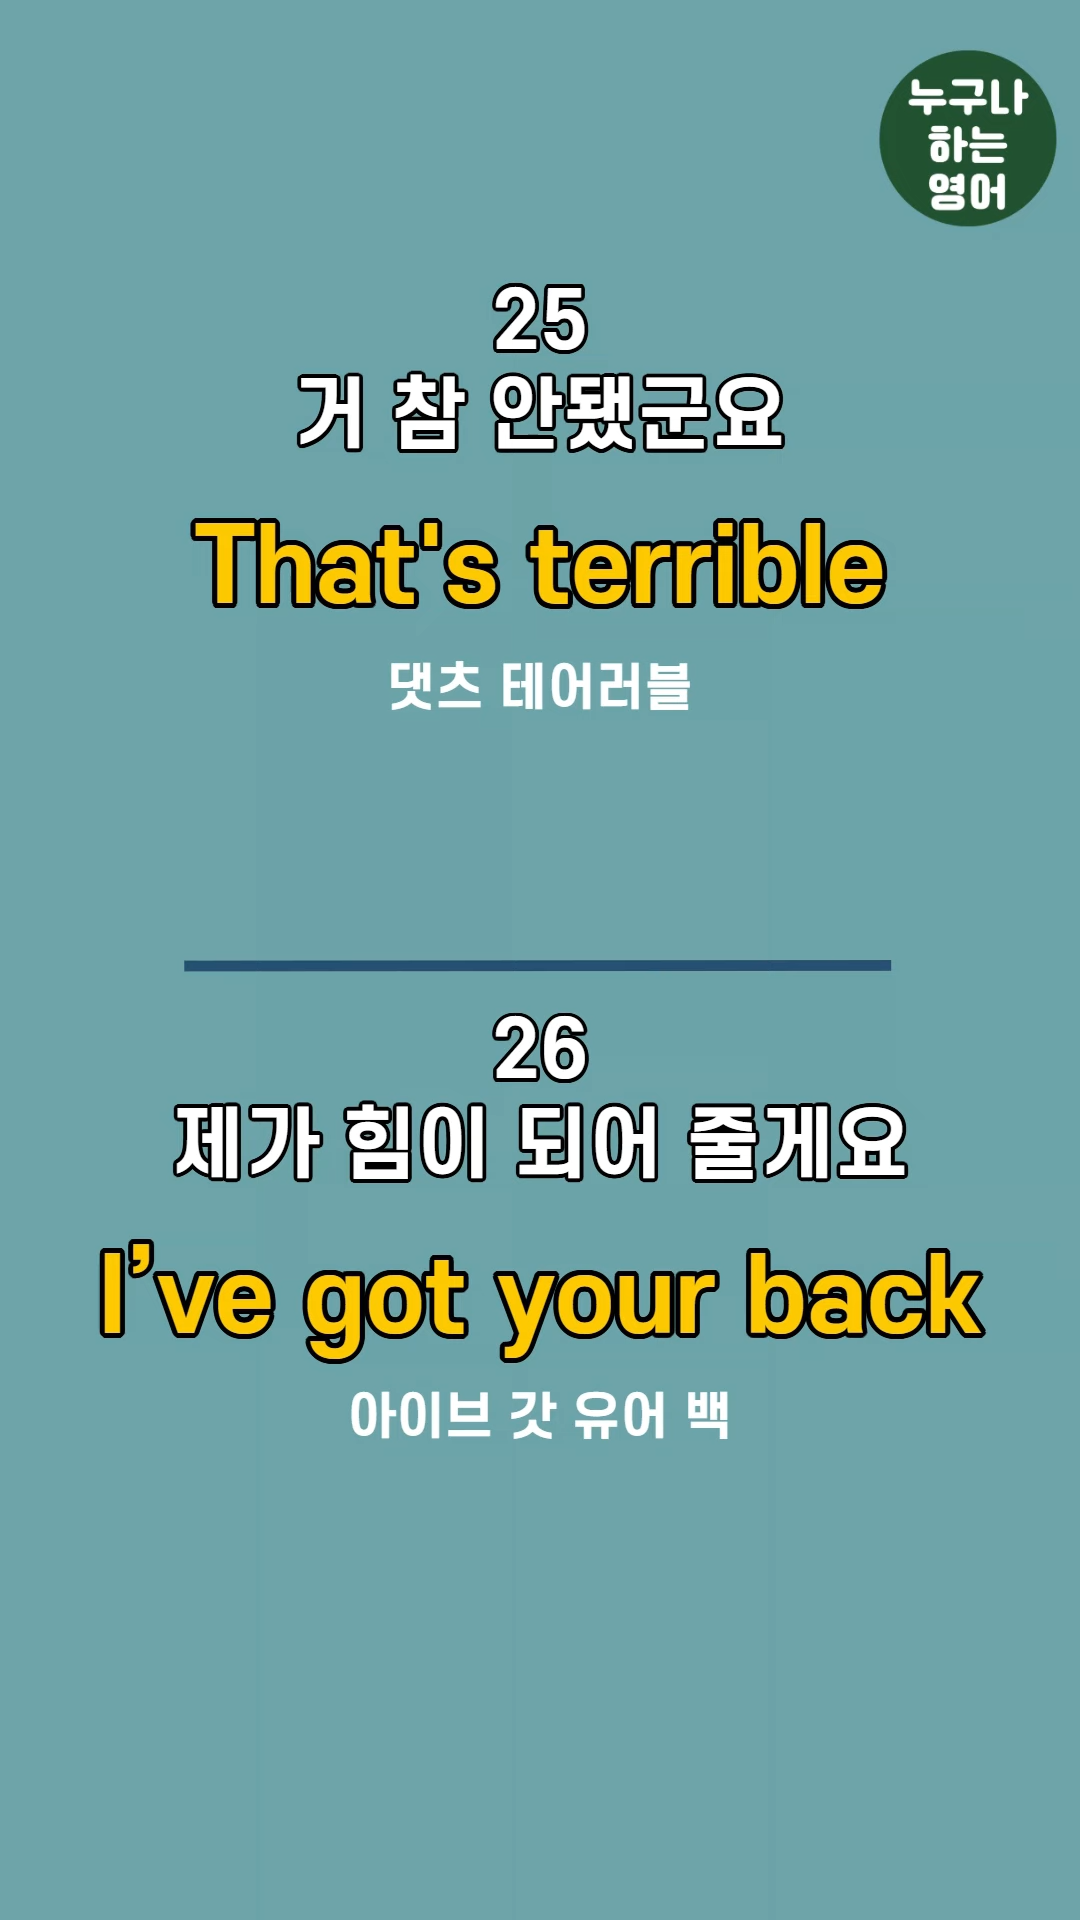 누구나
하는
영어
25
거 참 안됐군요
That's terrible
댓츠 테어러블
26
제가 힘이 되어 줄게요
I’ve got your back
아이브 갓 유어 백